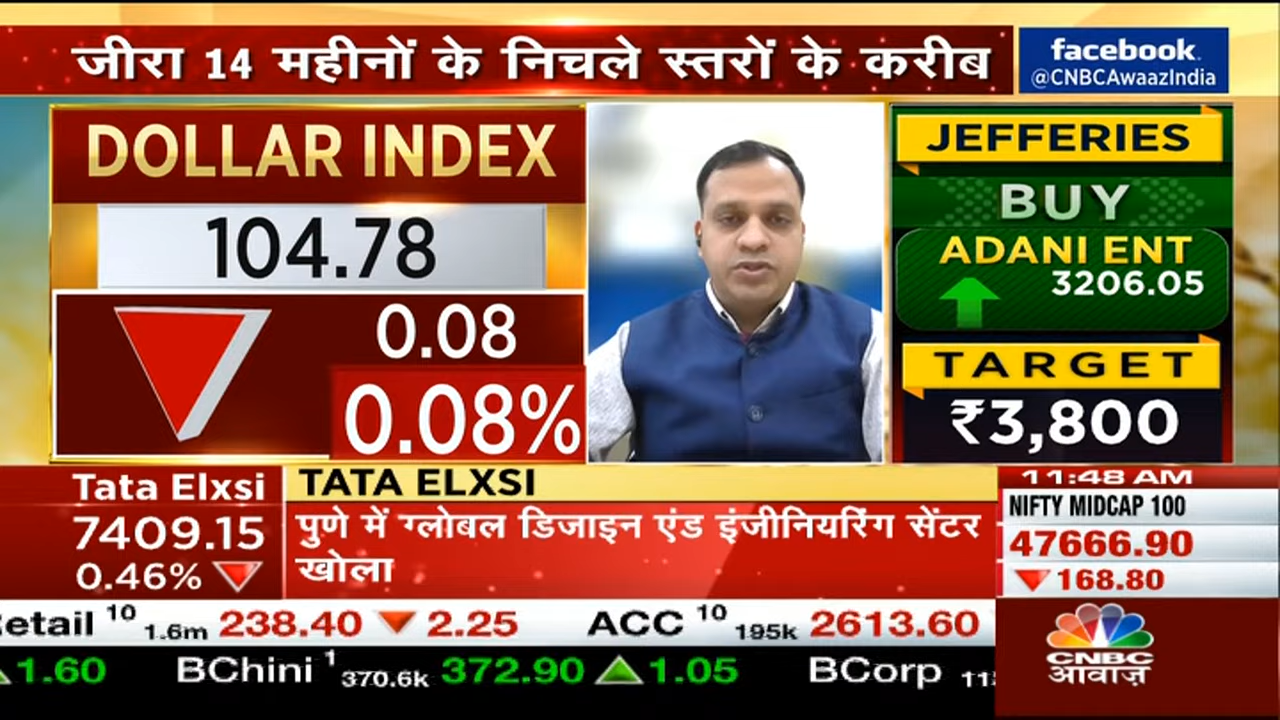 जीरा 14 महीनों के निचले स्तरों के करीब
facebook.
@CNBCAwaazIndia
DOLLAR INDEX
104.78
0.08
0.08%
JEFFERIES
BUY
ADANI ENT
3206.05
TARGET
₹3,800
Tata Elxsi
7409.15
0.46%
TATA ELXSI
पुणे में ग्लोबल डिजाइन एंड इंजीनियरिंग सेंटर
खोला
11:48 AM
NIFTY MIDCAP 100
47666.90
168.80
etail 10 1.6m 238.40 2.25 ACC 10 195k 2613.60
1.60 BChini 1 370.6k 372.90 1.05 BCorp
CNBC
आवाज़